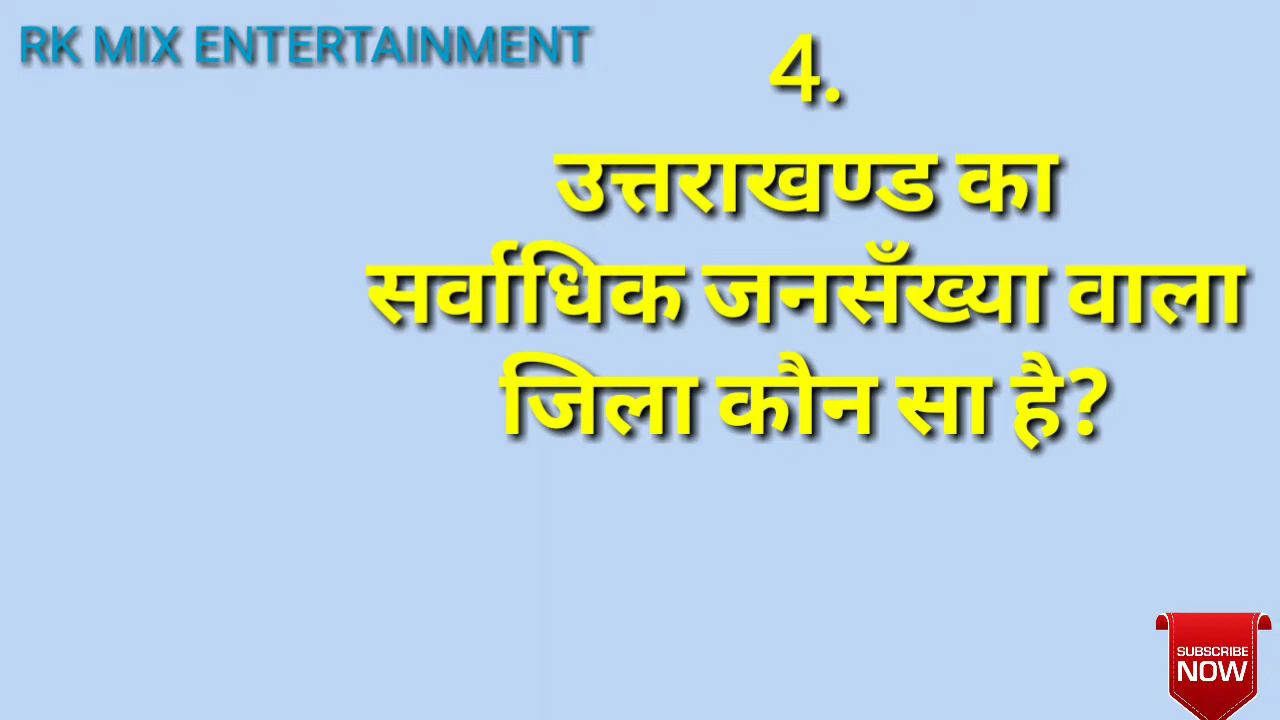 RK MIX ENTERTAINMENT
4.
उत्तराखण्ड का
सर्वाधिक जनसँख्या वाला
जिला कौन सा है?
SUBSCRIBE
NOW